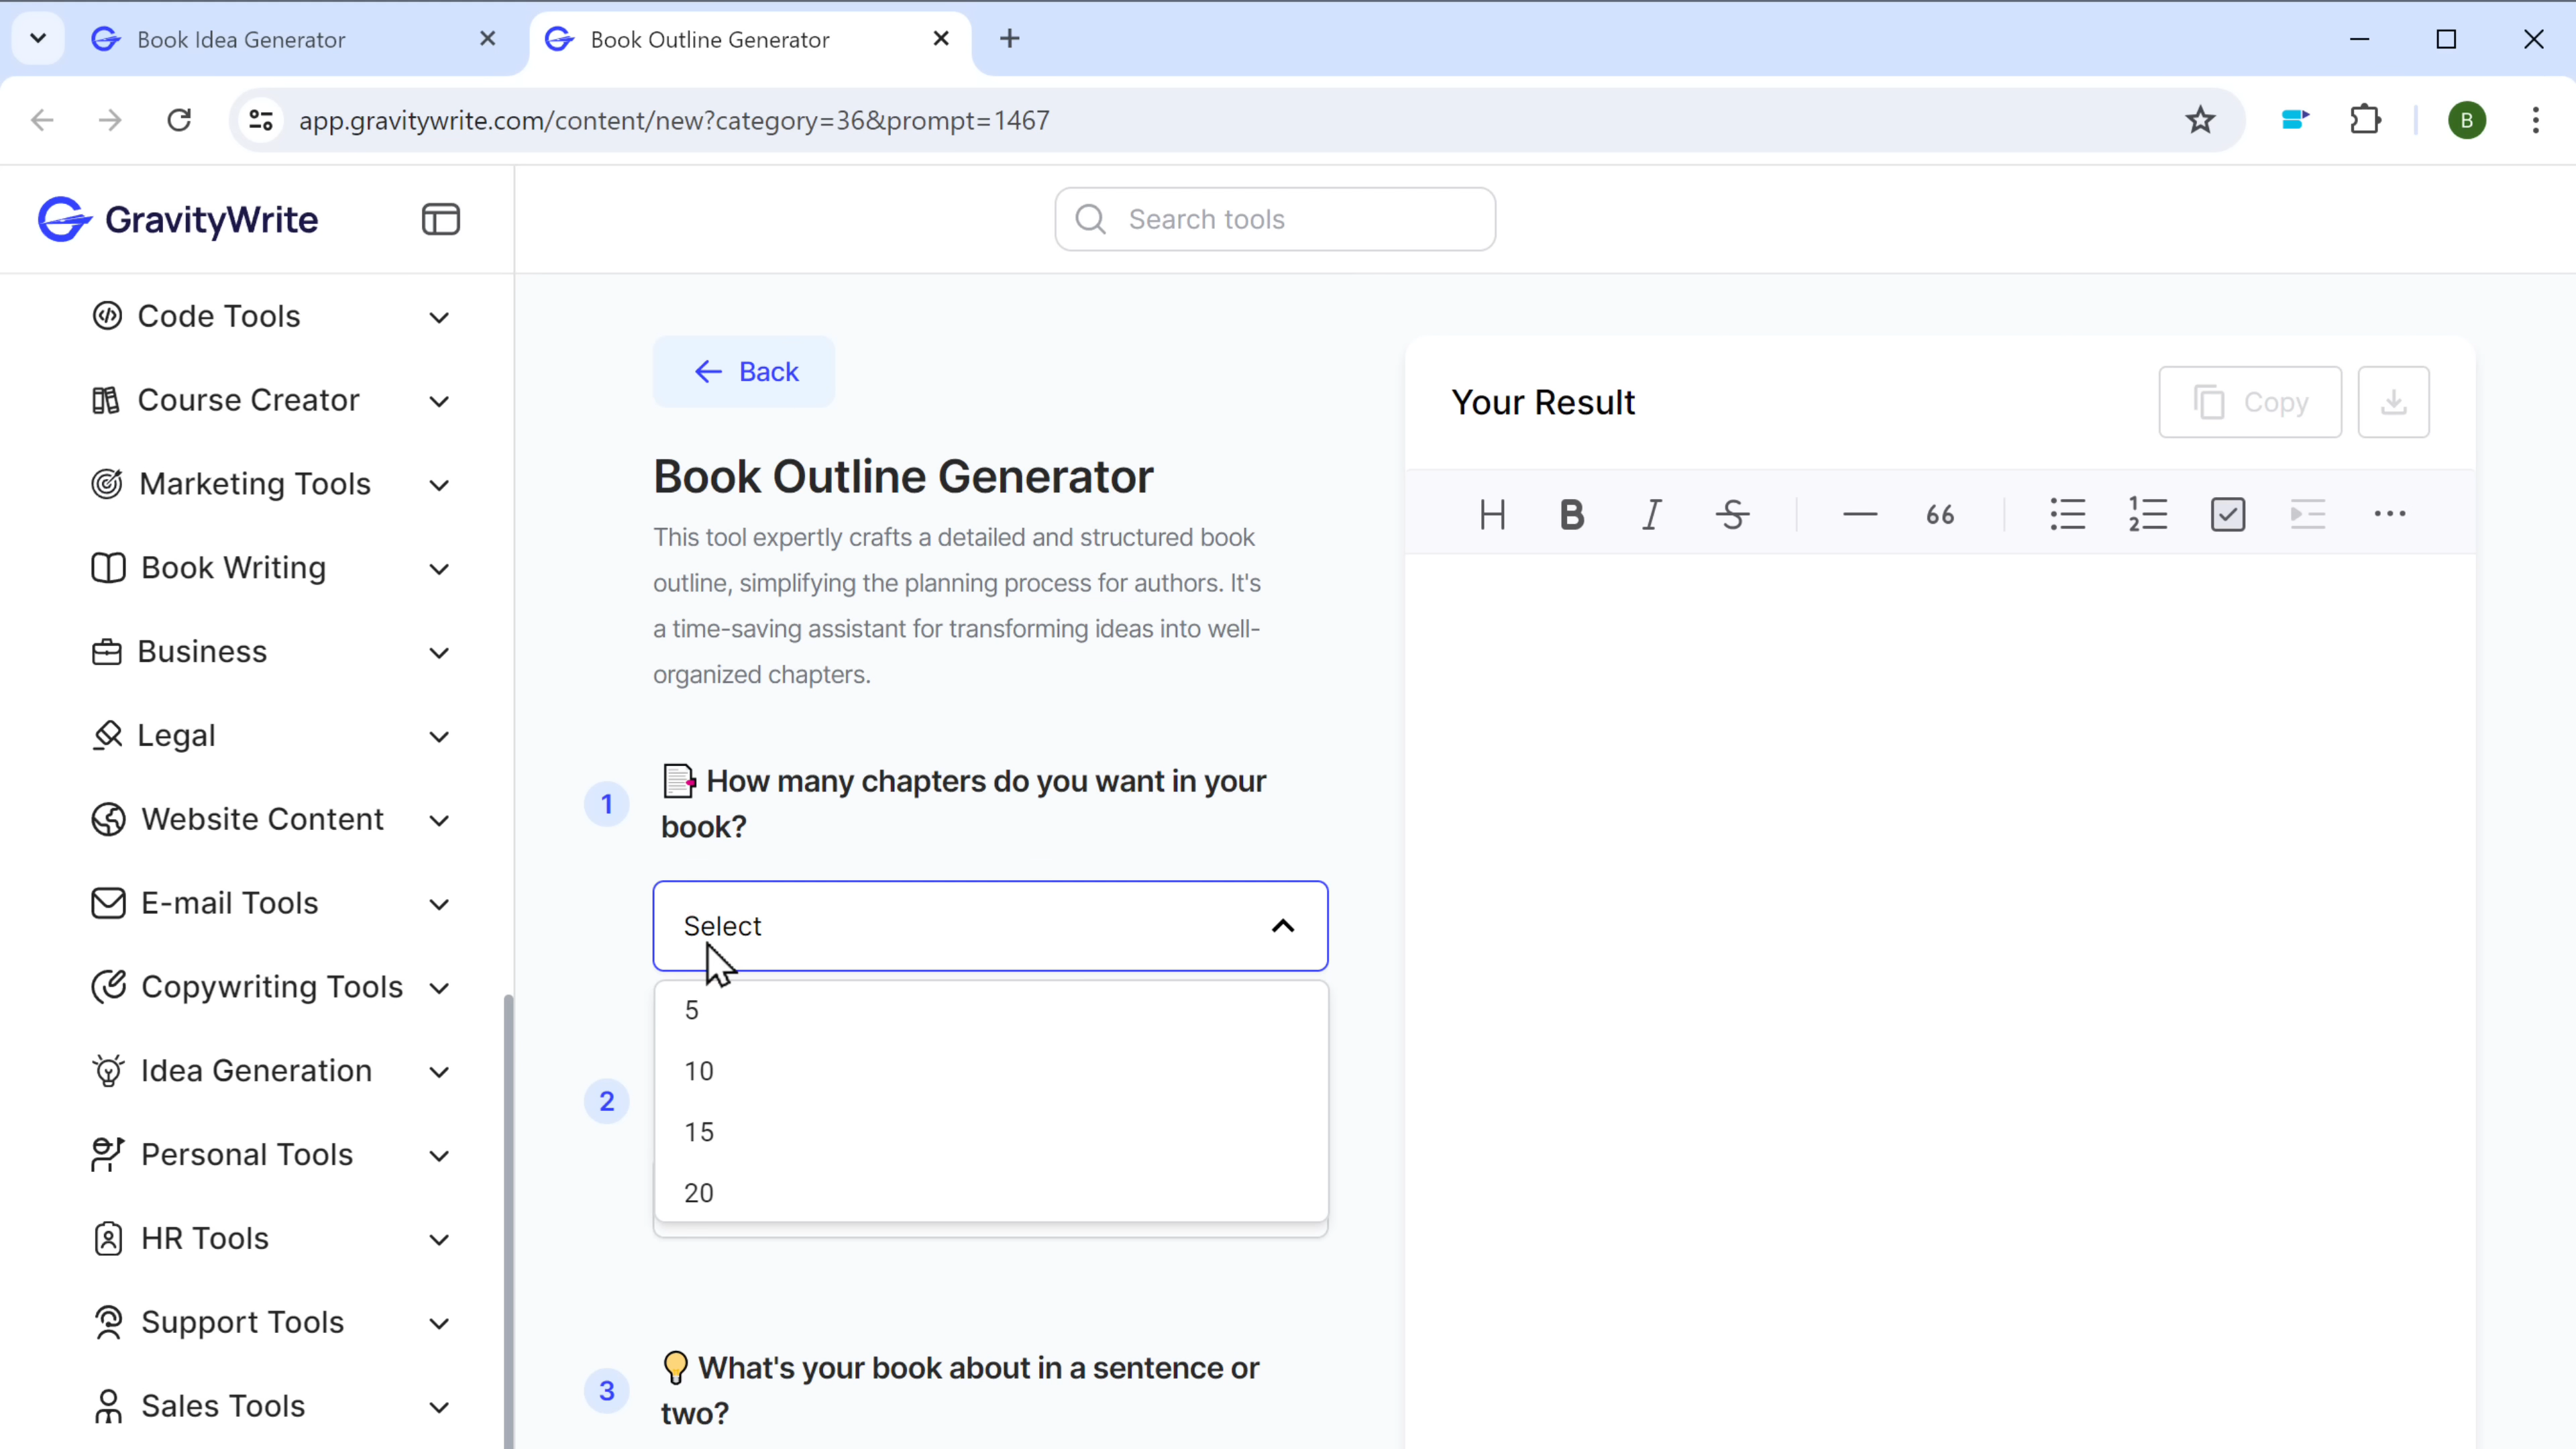 Book Idea Generator
Book Outline Generator
app.gravitywrite.com/content/new?category=36&prompt=1467
B
GravityWrite
Search tools
Code Tools
Course Creator
Marketing Tools
Book Writing
Business
Legal
Website Content
E-mail Tools
Copywriting Tools
Idea Generation
Personal Tools
HR Tools
Support Tools
Sales Tools
Back
Book Outline Generator
This tool expertly crafts a detailed and structured book
outline, simplifying the planning process for authors. It's
a time-saving assistant for transforming ideas into well-
organized chapters.
1
How many chapters do you want in your
book?
Select
5
10
15
20
2
3
What's your book about in a sentence or
two?
Your Result
Copy
H B I S